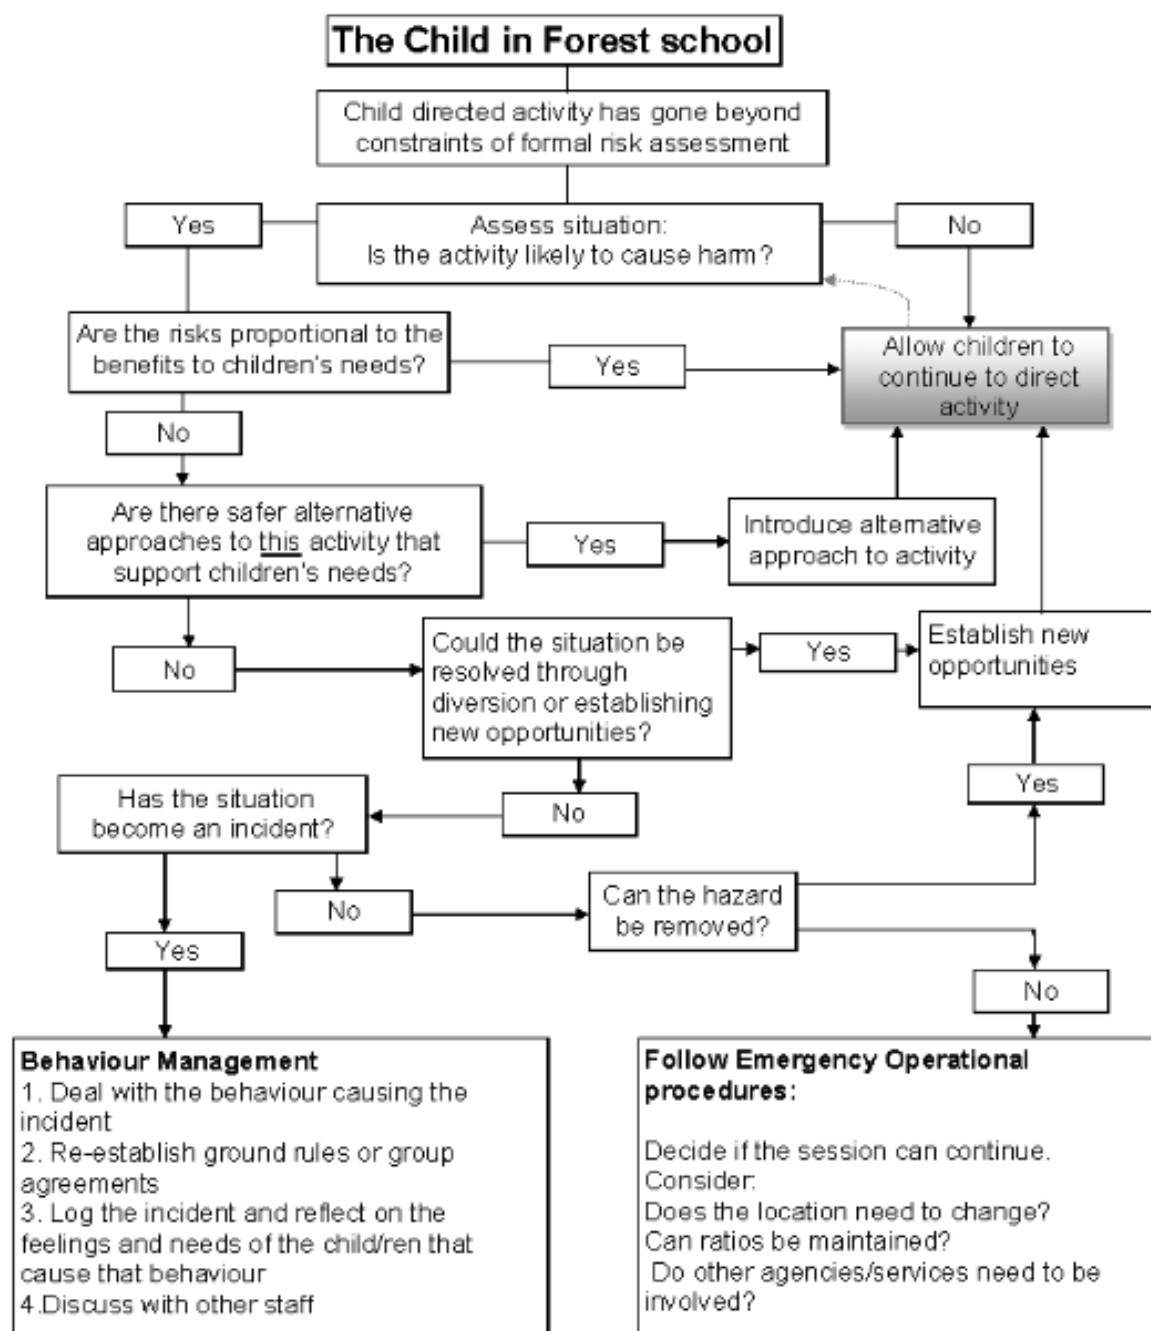 The Child in Forest school
Child directed activity has gone beyond
constraints of formal risk assessment
Yes
Assess situation:
Is the activity likely to cause harm?
No
Are the risks proportional to the
benefits to children's needs?
Yes
Allow children to
continue to direct
activity
No
Are there safer alternative
approaches to this activity that
support children's needs?
Yes
Introduce alternative
approach to activity
No
Could the situation be
resolved through
diversion or establishing
new opportunities?
Yes
Establish new
opportunities
Has the situation
become an incident?
No
Yes
No
Can the hazard
be removed?
Yes
No
Behaviour Management
1. Deal with the behaviour causing the
incident
2. Re-establish ground rules or group
agreements
3. Log the incident and reflect on the
feelings and needs of the child/ren that
cause that behaviour
4.Discuss with other staff
Follow Emergency Operational
procedures:
Decide if the session can continue.
Consider:
Does the location need to change?
Can ratios be maintained?
Do other agencies/services need to be
involved?